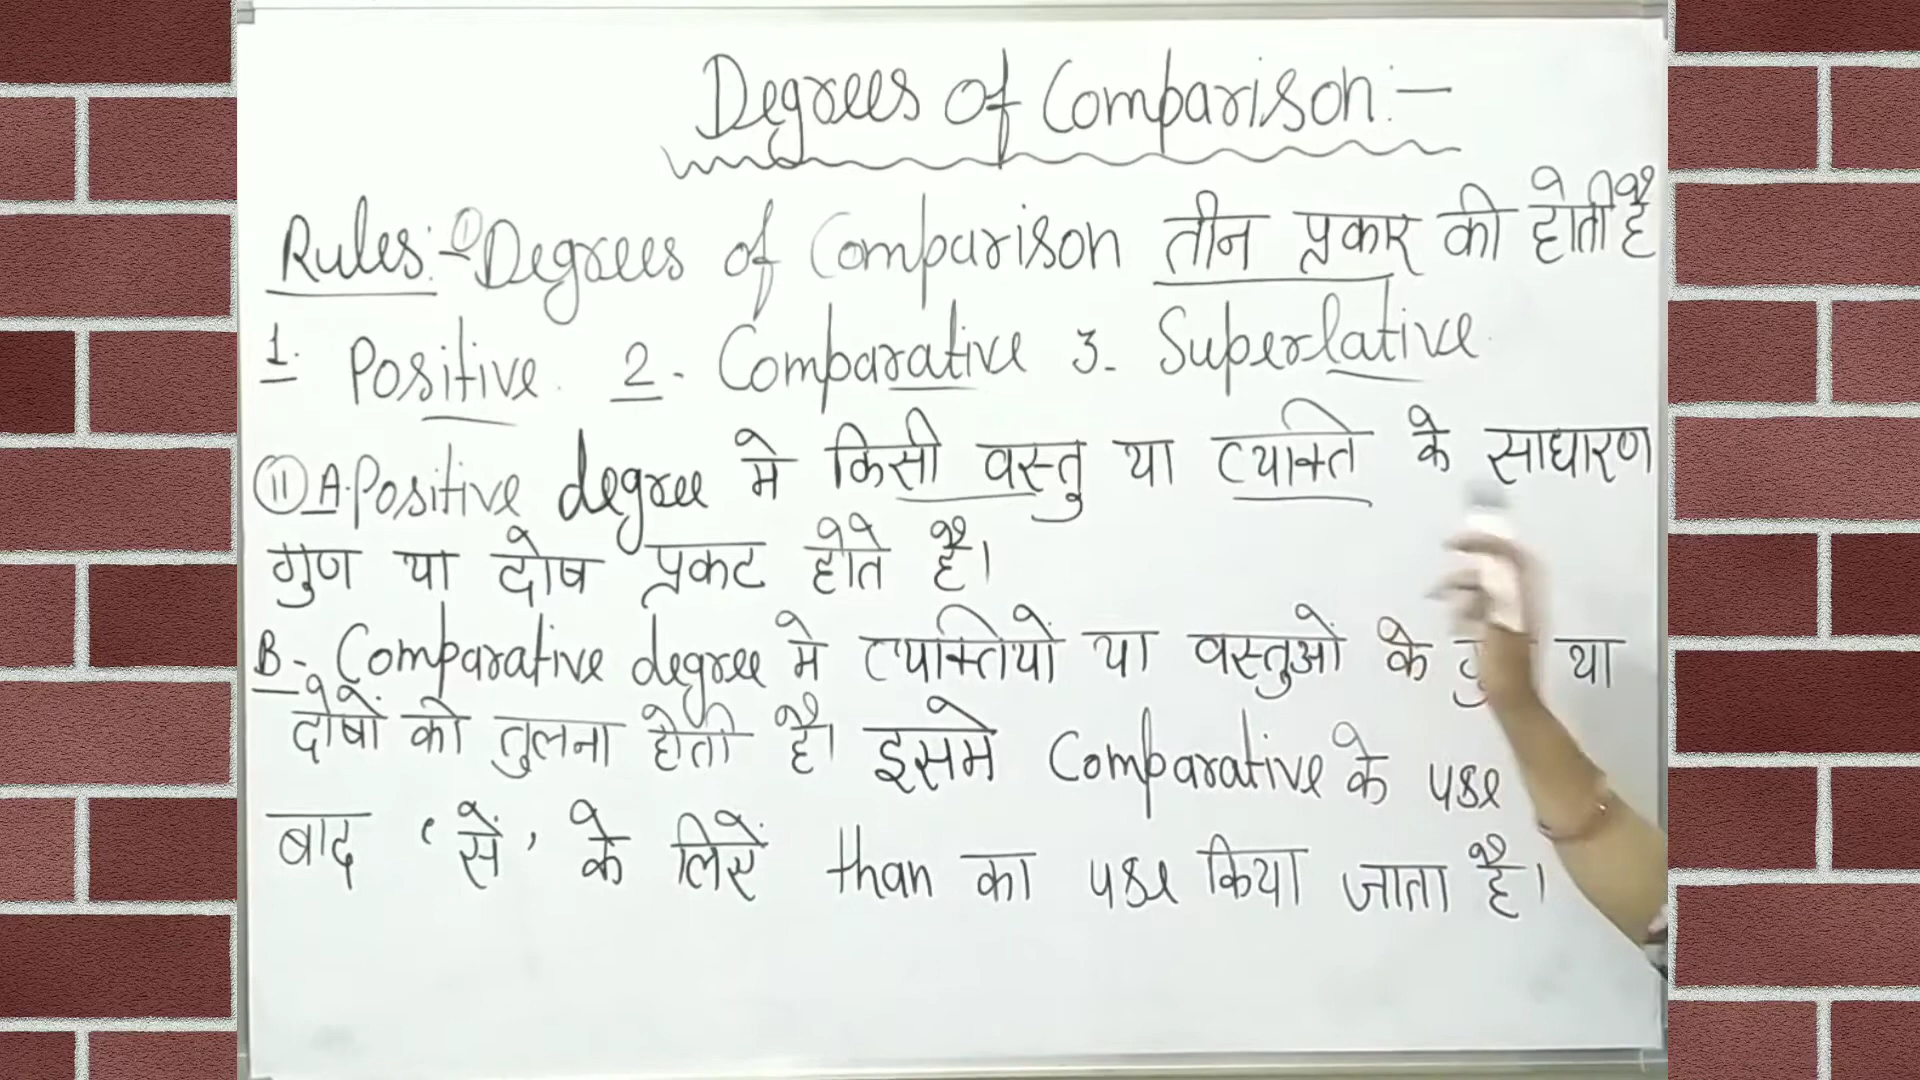 Degrees of Comparison:-
Rules:- ① Degrees of Comparison तीन प्रकार की होती है
1. Positive. 2. Comparative 3. Superlative
(II) A. Positive degree मे किसी वस्तु या व्यक्ति के साधारण
गुण या दोष प्रकट होते है।
B- Comparative degree मे व्यक्तियो या वस्तुओ के या
दोषों की तुलना होती है। इसमे Comparative के use
बाद 'सें' के लिऐं than का use किया जाता है।